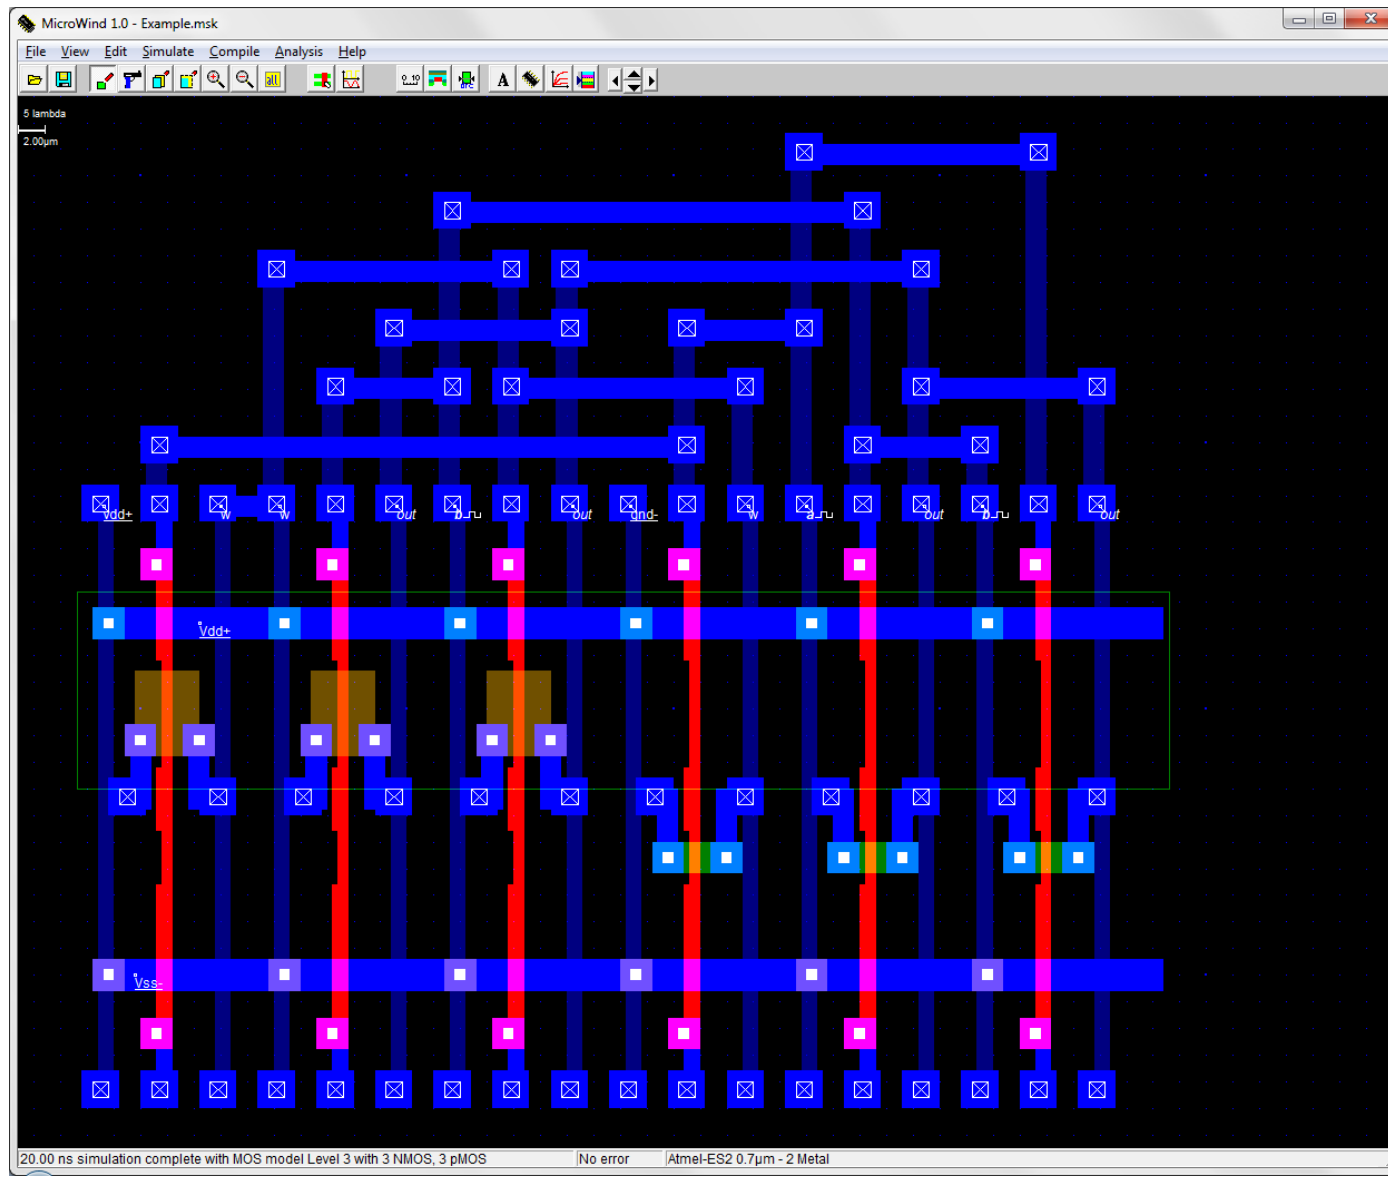 MicroWind 1.0 - Example.msk
File View Edit Simulate Compile Analysis Help
5 lambda
2.00µm
Vdd+ w w out b out gnd- w a out b out
Vdd+
Vss-
20.00 ns simulation complete with MOS model Level 3 with 3 NMOS, 3 pMOS No error Atmel-ES2 0.7µm - 2 Metal